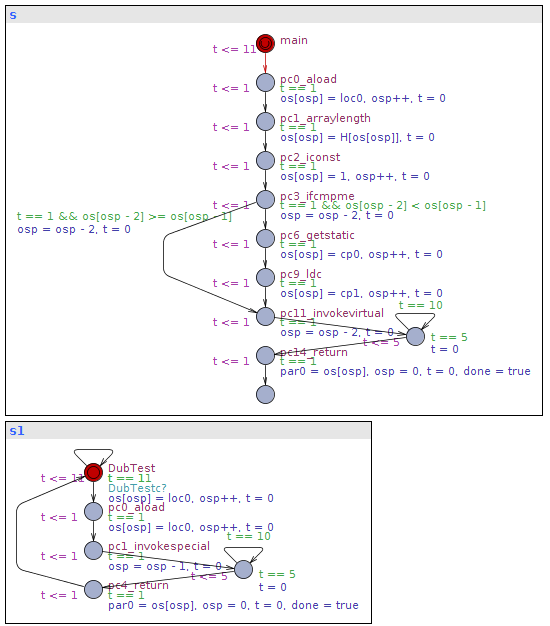 s
main
t <= 11
pc0_aload
t <= 1
t == 1
os[osp] = loc0, osp++, t = 0
pc1_arraylength
t <= 1
t == 1
os[osp] = H[os[osp]], t = 0
pc2_iconst
t <= 1
t == 1
os[osp] = 1, osp++, t = 0
pc3_ifcmpme
t <= 1
t == 1 && os[osp - 2] < os[osp - 1]
t == 1 && os[osp - 2] >= os[osp - 1]
osp = osp - 2, t = 0
osp = osp - 2, t = 0
pc6_getstatic
t <= 1
t == 1
os[osp] = cp0, osp++, t = 0
pc9_ldc
t <= 1
t == 1
os[osp] = cp1, osp++, t = 0
t == 10
pc11_invokevirtual
t <= 1
t == 1
osp = osp - 2, t = 0
t == 5
t <= 5
t = 0
pc14_return
t <= 1
t == 1
par0 = os[osp], osp = 0, t = 0, done = true
s1
DubTest
t <= 11
t == 11
DubTestc?
os[osp] = loc0, osp++, t = 0
pc0_aload
t <= 1
t == 1
os[osp] = loc0, osp++, t = 0
t == 10
pc1_invokespecial
t <= 1
t == 1
osp = osp - 1, t = 0
t == 5
t <= 5
t = 0
pc4_return
t <= 1
t == 1
par0 = os[osp], osp = 0, t = 0, done = true